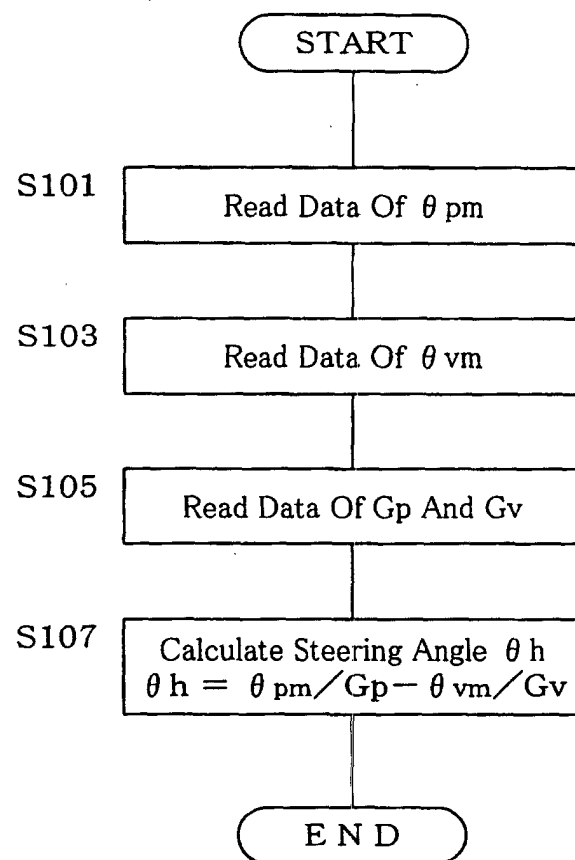 START
S101
Read Data Of θ pm
S103
Read Data Of θ vm
S105
Read Data Of Gp And Gv
S107
Calculate Steering Angle θ h
θ h = θ pm/Gp− θ vm/Gv
E N D